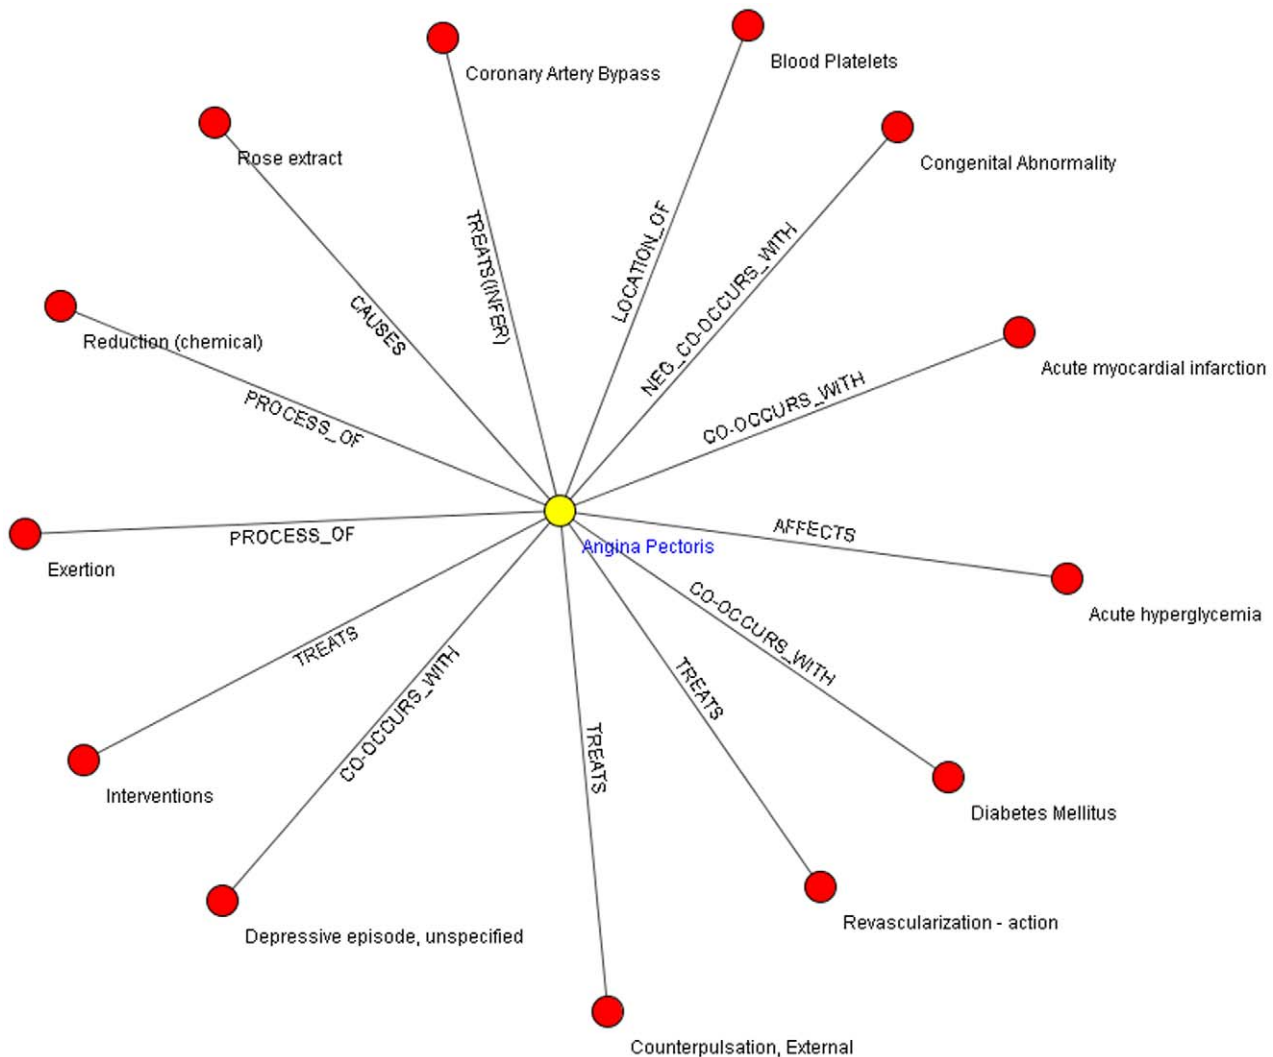 Blood Platelets
Coronary Artery Bypass
Rose extract
Congenital Abnormality
TREATS(INFER)
LOCATION_OF
NEG_CO-OCCURS_WITH
CAUSES
Reduction (chemical)
Acute myocardial infarction
PROCESS_OF
CO-OCCURS_WITH
PROCESS_OF
Angina Pectoris
AFFECTS
Exertion
Acute hyperglycemia
TREATS
CO-OCCURS_WITH
CO-OCCURS_WITH
TREATS
TREATS
Interventions
Diabetes Mellitus
Depressive episode, unspecified
Revascularization - action
Counterpulsation, External